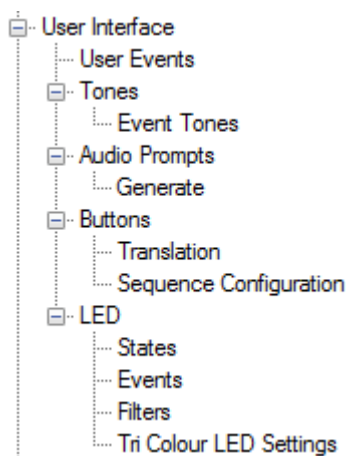 User Interface
User Events
Tones
Event Tones
Audio Prompts
Generate
Buttons
Translation
Sequence Configuration
LED
States
Events
Filters
Tri Colour LED Settings